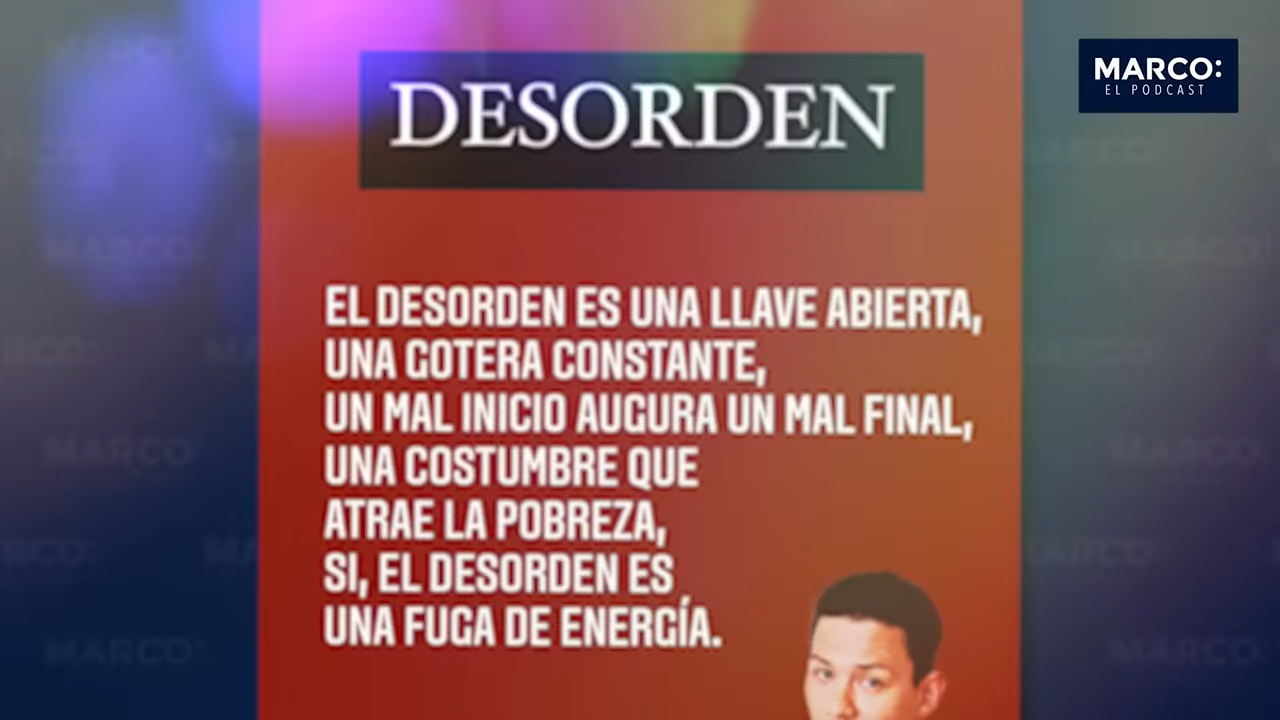 MARCO:
EL PODCAST
DESORDEN
EL DESORDEN ES UNA LLAVE ABIERTA,
UNA GOTERA CONSTANTE,
UN MAL INICIO AUGURA UN MAL FINAL,
UNA COSTUMBRE QUE
ATRAE LA POBREZA,
SI, EL DESORDEN ES
UNA FUGA DE ENERGÍA.